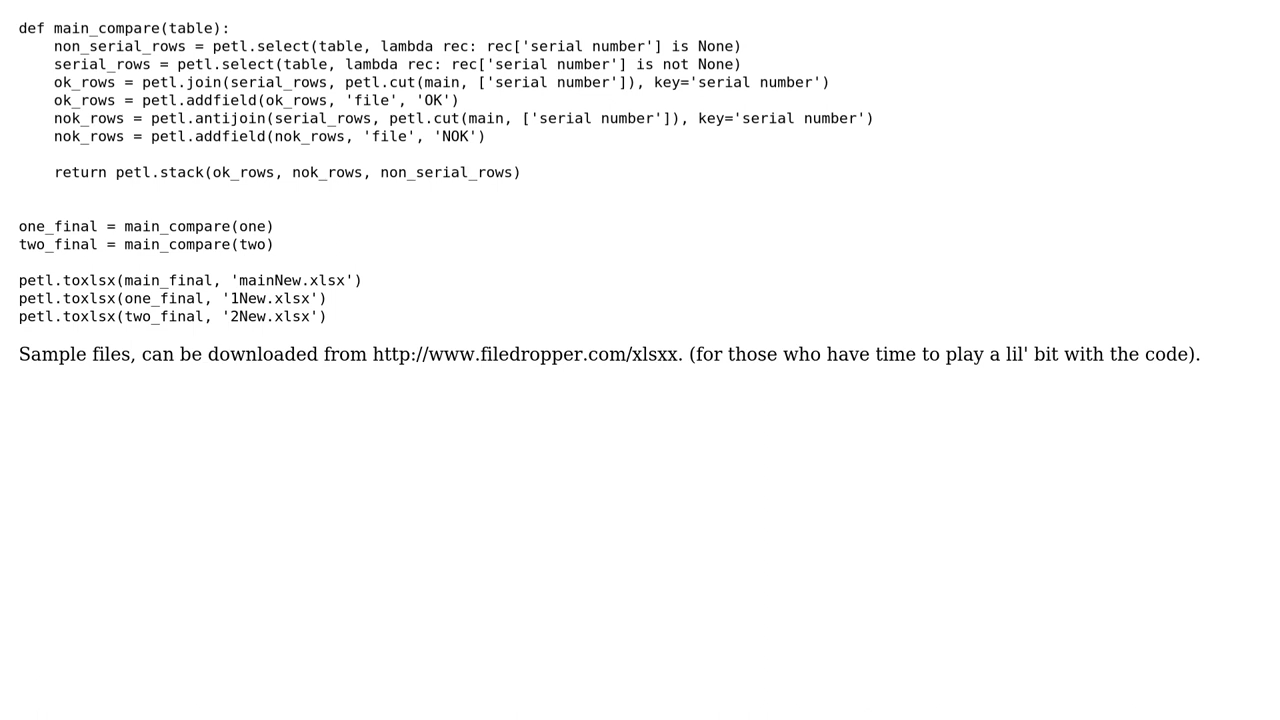 def main_compare(table):
    non_serial_rows = petl.select(table, lambda rec: rec['serial number'] is None)
    serial_rows = petl.select(table, lambda rec: rec['serial number'] is not None)
    ok_rows = petl.join(serial_rows, petl.cut(main, ['serial number']), key='serial number')
    ok_rows = petl.addfield(ok_rows, 'file', 'OK')
    nok_rows = petl.antijoin(serial_rows, petl.cut(main, ['serial number']), key='serial number')
    nok_rows = petl.addfield(nok_rows, 'file', 'NOK')

    return petl.stack(ok_rows, nok_rows, non_serial_rows)


one_final = main_compare(one)
two_final = main_compare(two)

petl.toxlsx(main_final, 'mainNew.xlsx')
petl.toxlsx(one_final, '1New.xlsx')
petl.toxlsx(two_final, '2New.xlsx')

Sample files, can be downloaded from http://www.filedropper.com/xlsxx. (for those who have time to play a lil' bit with the code).